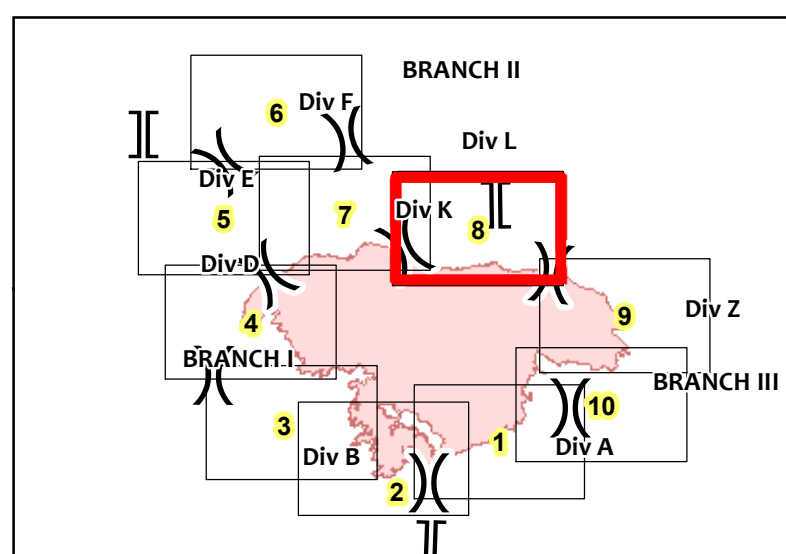 BRANCH II
6
Div F
Div L
Div E
5
7
Div K
8
Div D
4
9
Div Z
BRANCH I
BRANCH III
3
1
10
Div A
Div B
2